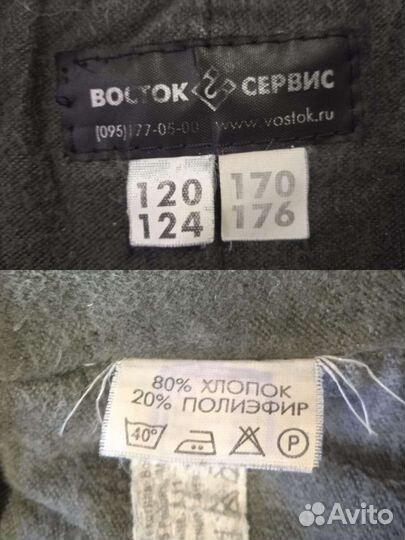 ВОСТОК СЕРВИС
(095)177-05-00 www.vostok.ru
120 170
124 176
80% ХЛОПОК
20% ПОЛИЭФИР
40° P
Avito